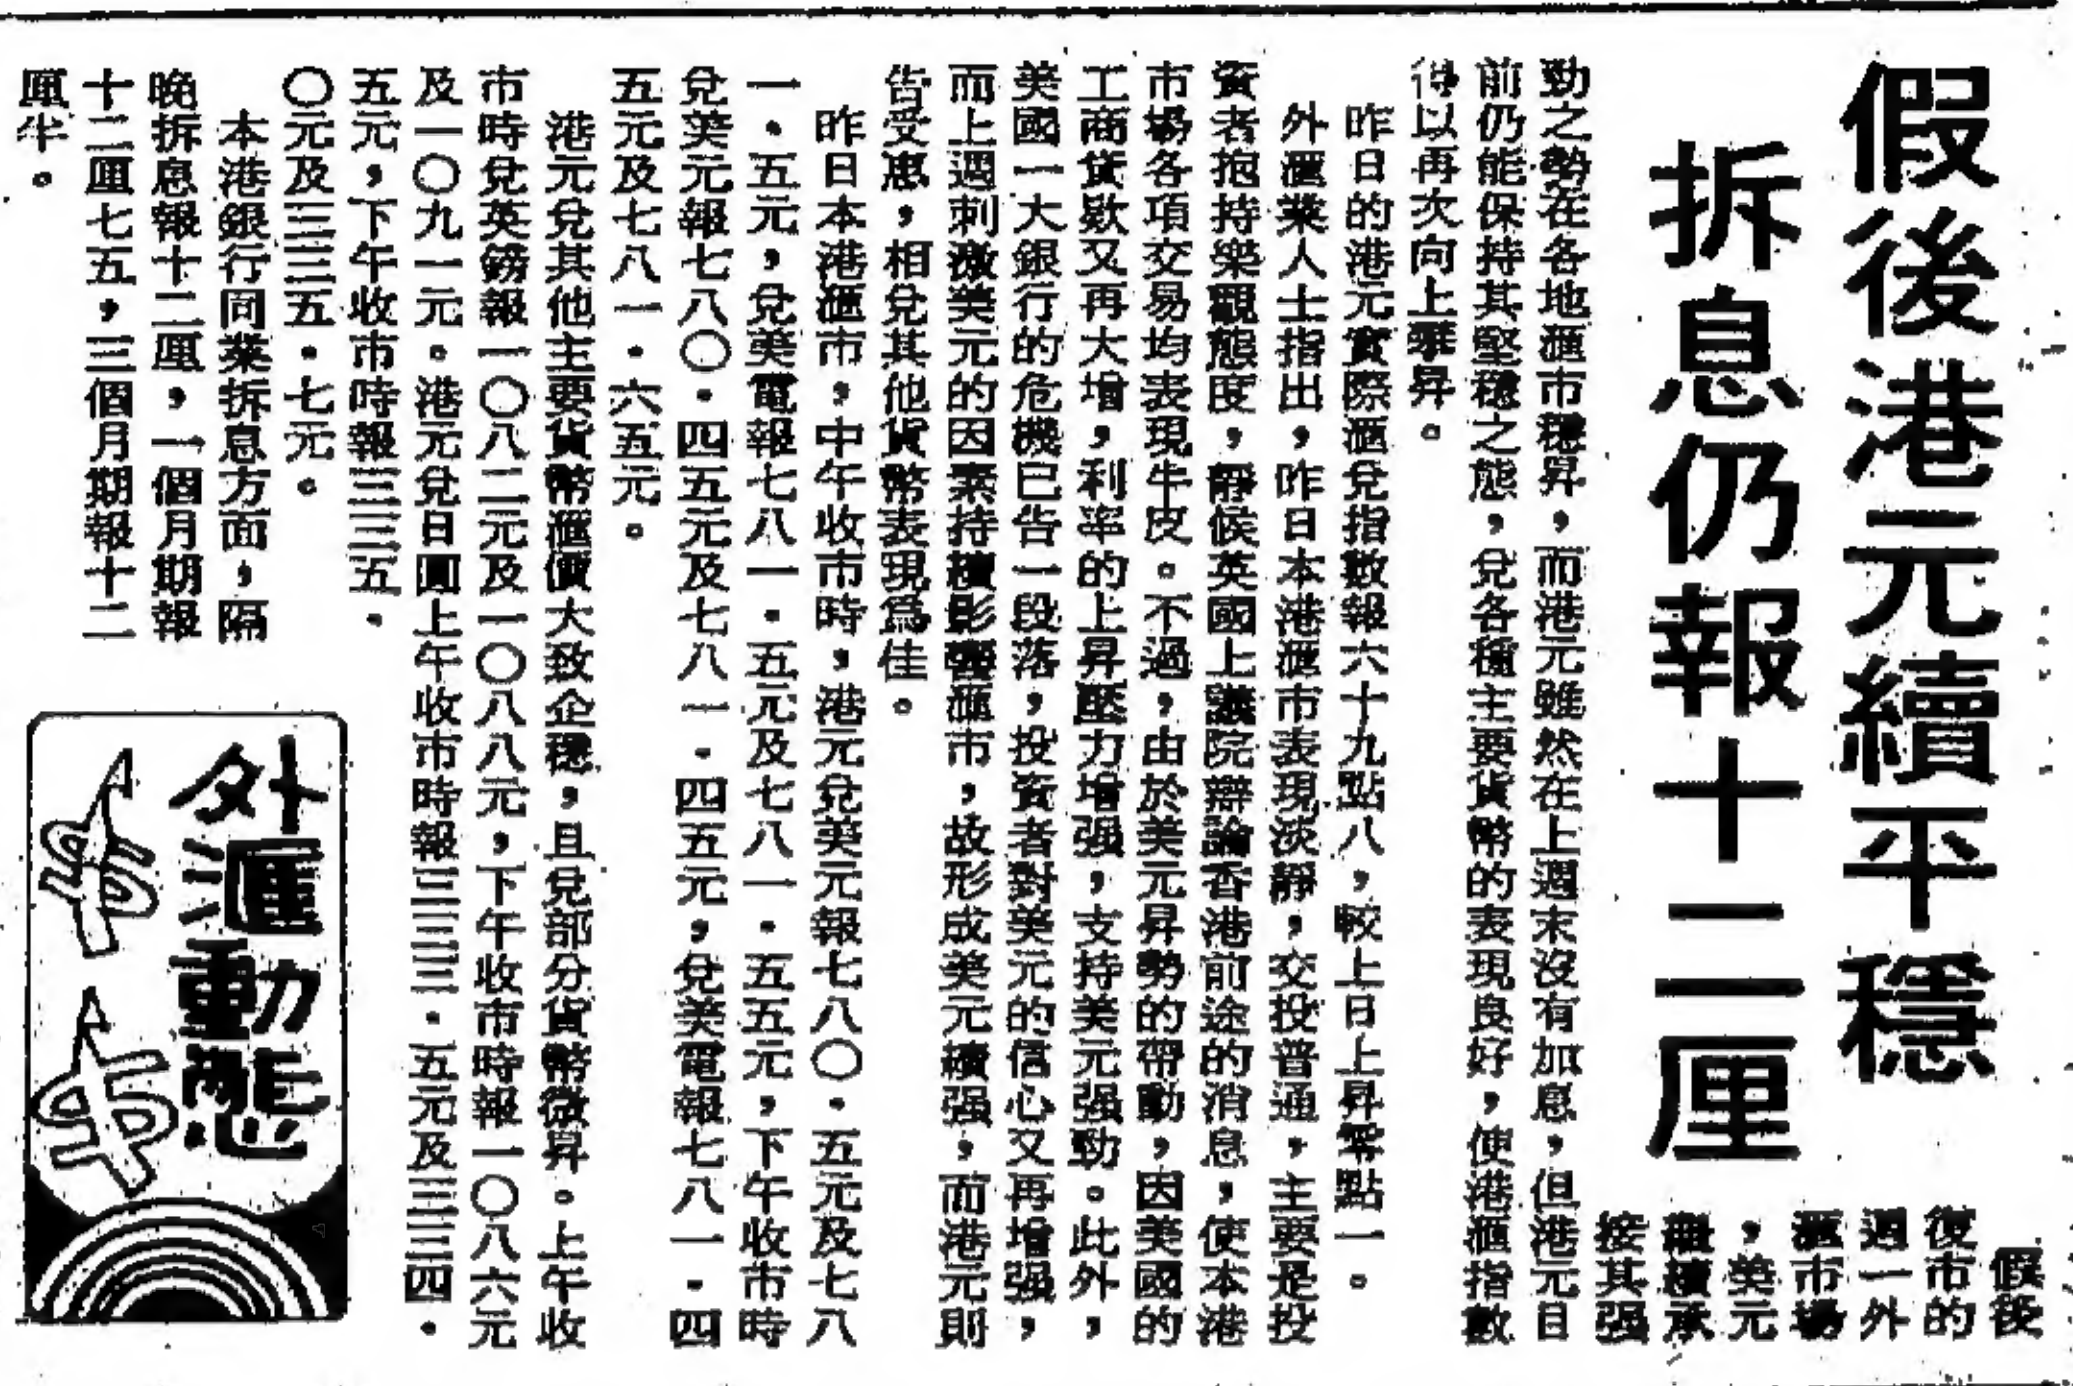 假後港元續平穩
拆息仍報十二厘
假後
復市的
週一外
滙市場
，美元
繼續承
接其强
勁之勢在各地滙市穩昇，而港元雖然在上週末沒有加息，但港元目
前仍能保持其堅穩之態，兌各種主要貨幣的表現良好，使港滙指數
得以再次向上躍昇。
昨日的港元實際滙兌指數報六十九點八，較上日上昇零點一。
外滙業人士指出，昨日本港滙市表現淡靜，交投普通，主要是投
資者抱持樂觀態度，靜候英國上議院辯論香港前途的消息，使本港
市場各項交易均表現牛皮。不過，由於美元昇勢的帶動，因美國的
工商貨欵又再大增，利率的上昇壓力增强，支持美元强勁。此外，
美國一大銀行的危機已告一段落，投資者對美元的信心又再增强，
而上週刺激美元的因素持續影響滙市，故形成美元續强，而港元則
告受惠，相兌其他貨幣表現爲佳。
昨日本港滙市，中午收市時，港元兌美元報七八〇．五元及七八
一．五元，兌美電報七八一．五元及七八一．五五元，下午收市時
兌美元報七八〇．四五元及七八一．四五元，兌美電報七八一．四
五元及七八一．六五元。
港元兌其他主要貨幣滙價大致企穩，且兌部分貨幣微昇。上午收
市時兌英鎊報一〇八二元及一〇八八元，下午收市時報一〇八六元
及一〇九一元。港元兌日圓上午收市時報三三三．五元及三三四．
五元，下午收市時報三三五．
〇元及三三五．七元。
本港銀行同業拆息方面，隔
晚拆息報十二厘，一個月期報
十二厘七五，三個月期報十二
厘半。
外滙動態